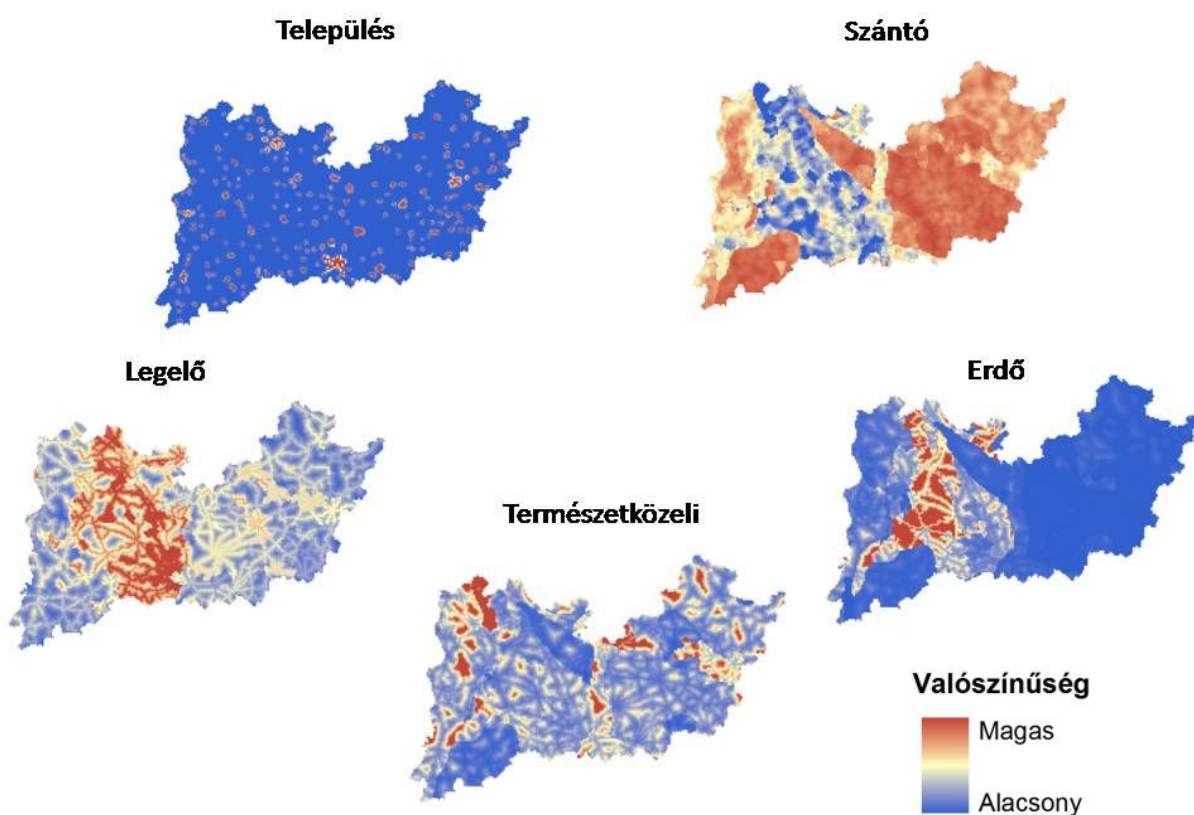 Település
Szántó
Legelő
Erdő
Természetközeli
Valószínűség
Magas
Alacsony